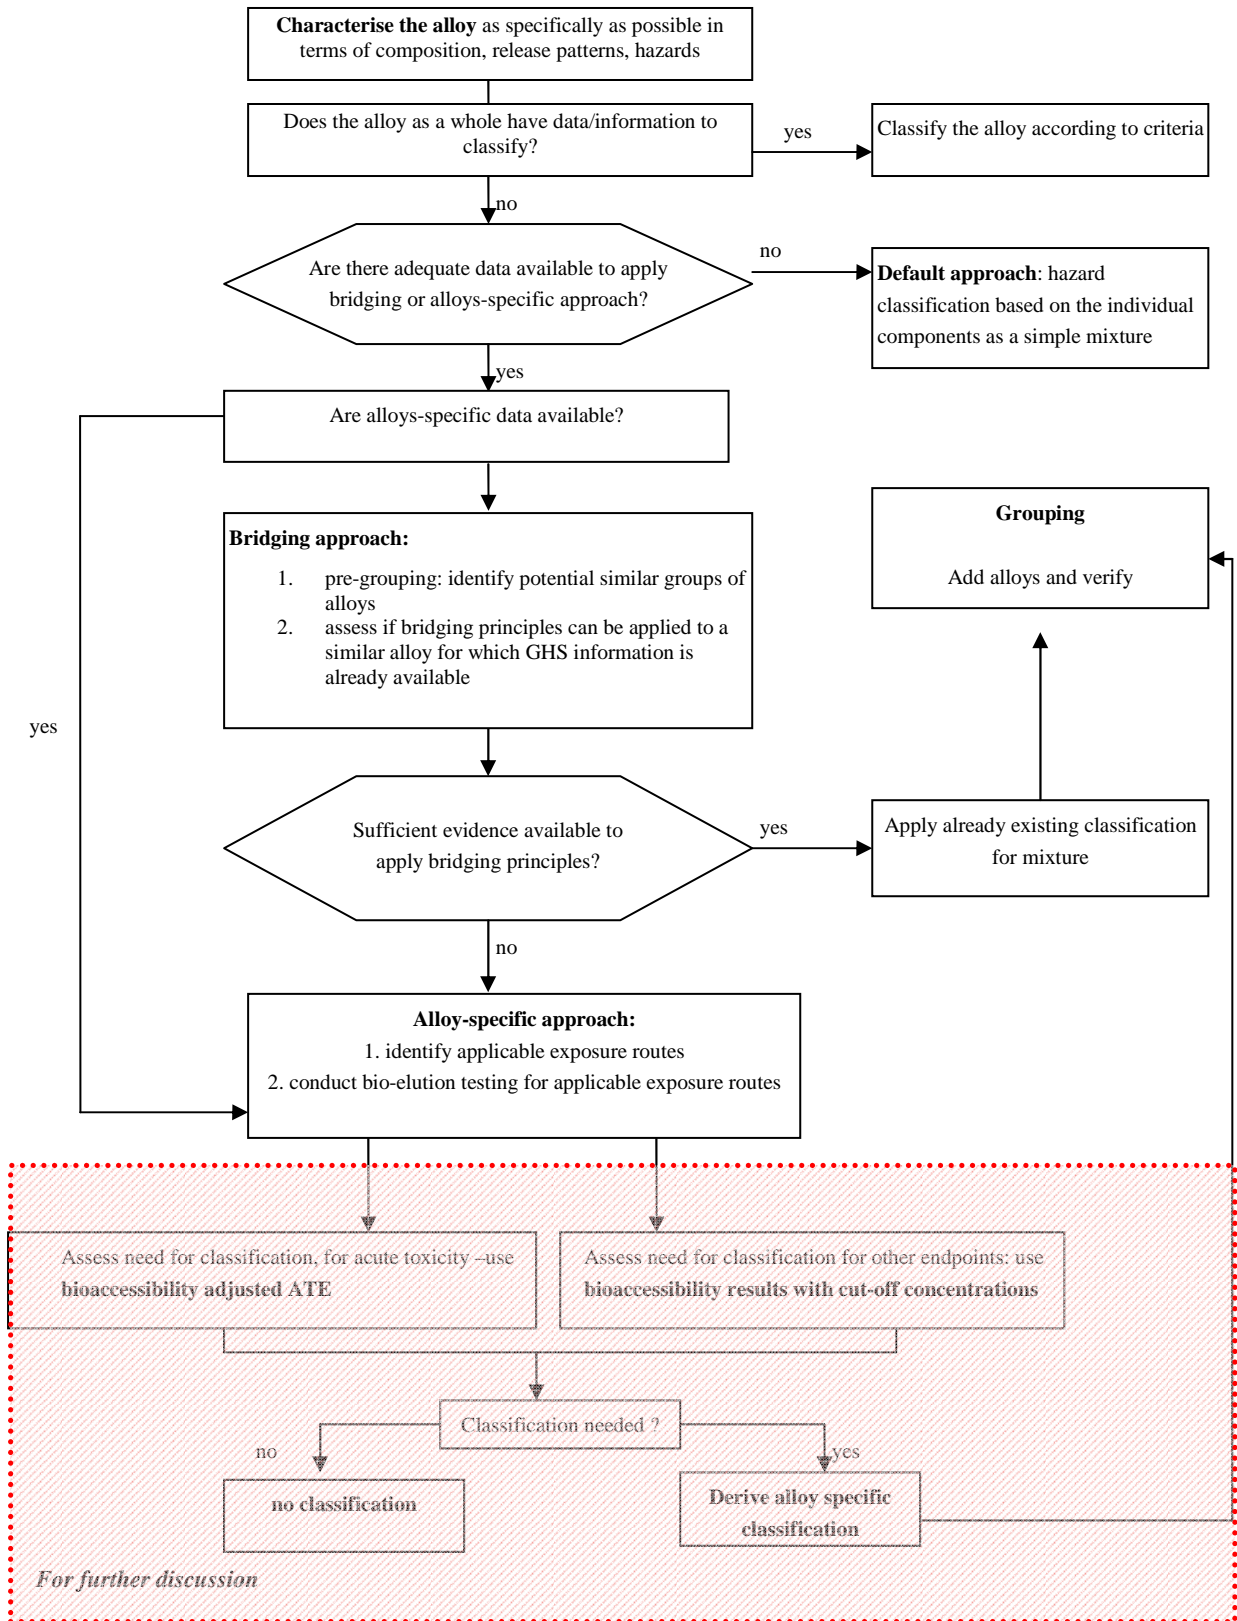 Characterise the alloy as specifically as possible in
terms of composition, release patterns, hazards
Does the alloy as a whole have data/information to
classify?
yes
Classify the alloy according to criteria
no
Are there adequate data available to apply
bridging or alloys-specific approach?
no
Default approach: hazard
classification based on the individual
components as a simple mixture
yes
Are alloys-specific data available?
Grouping
Add alloys and verify
Bridging approach:
1. pre-grouping: identify potential similar groups of
alloys
2. assess if bridging principles can be applied to a
similar alloy for which GHS information is
already available
yes
Sufficient evidence available to
apply bridging principles?
yes
Apply already existing classification
for mixture
no
Alloy-specific approach:
1. identify applicable exposure routes
2. conduct bio-elution testing for applicable exposure routes
Assess need for classification, for acute toxicity –use
bioaccessibility adjusted ATE
Assess need for classification for other endpoints: use
bioaccessibility results with cut-off concentrations
Classification needed ?
no
yes
no classification
Derive alloy specific
classification
For further discussion